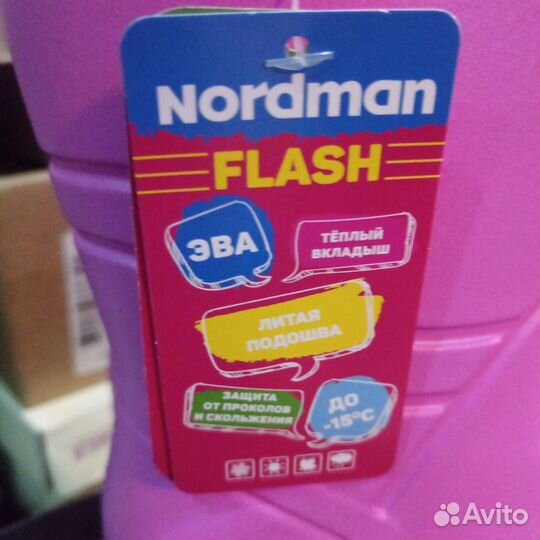 Nordman
FLASH
ЭВА
ТЁПЛЫЙ
ВКЛАДЫШ
ЛИТАЯ
ПОДОШВА
ЗАЩИТА
ОТ ПРОКОЛОВ
И СКОЛЬЖЕНИЯ
ДО
-15°C
Avito